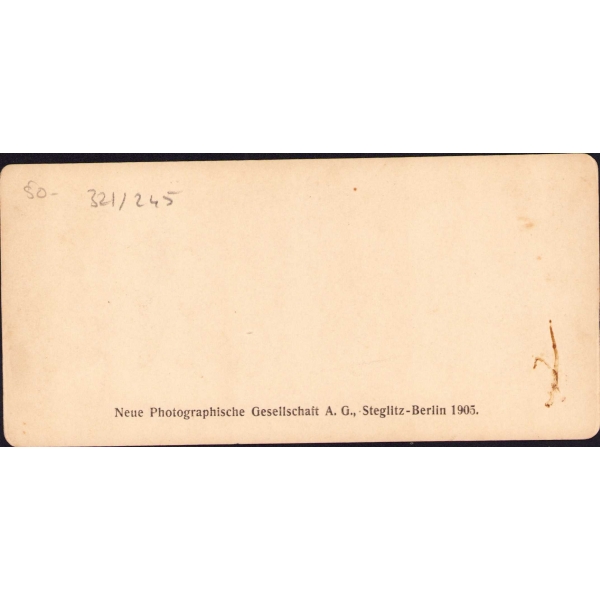 50- 321/245
Neue Photographische Gesellschaft A. G., Steglitz-Berlin 1905.